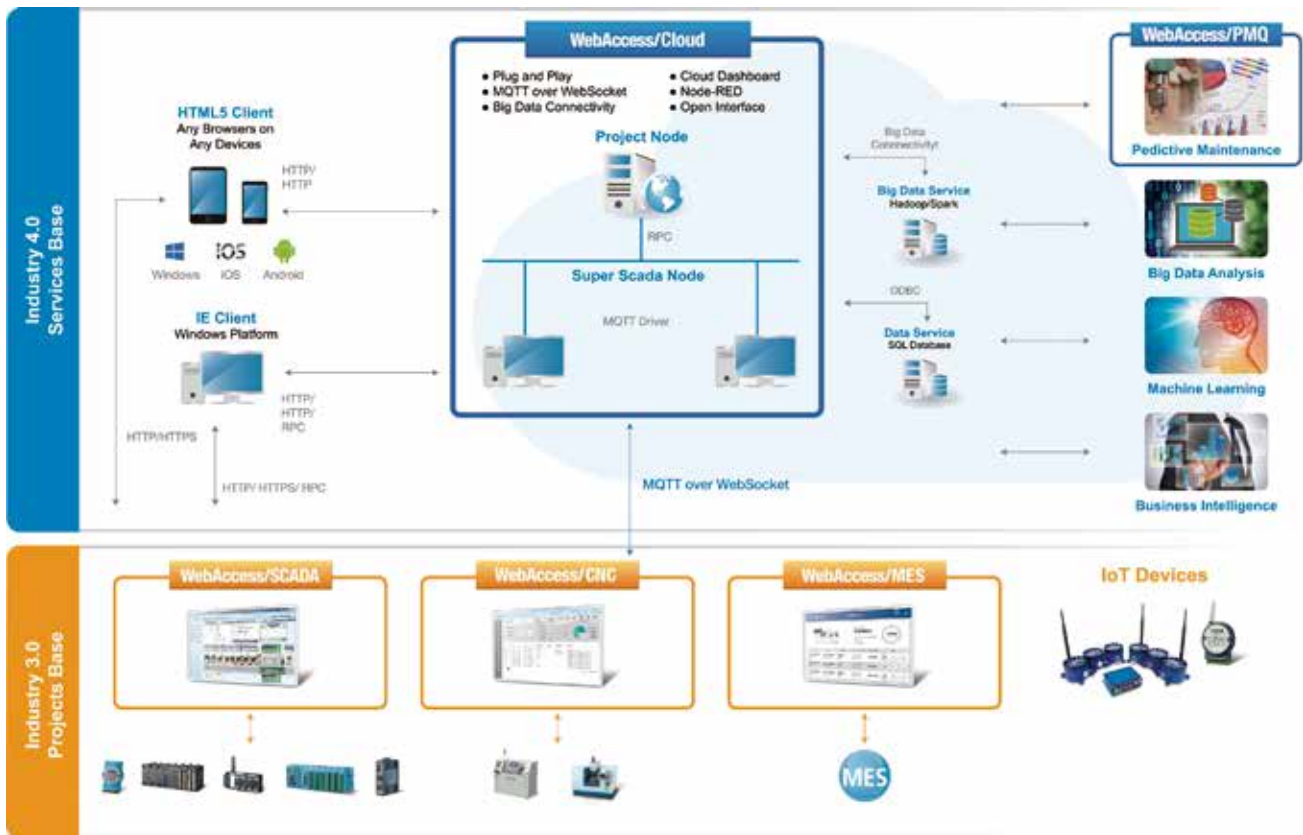 Industry 4.0
Services Base
WebAccess/Cloud
● Plug and Play
● MQTT over WebSocket
● Big Data Connectivity
● Cloud Dashboard
● Node-RED
● Open Interface
Project Node
RPC
Super Scada Node
MQTT Driver
HTML5 Client
Any Browsers on
Any Devices
HTTP/
HTTP
Windows
iOS
iOS
Android
IE Client
Windows Platform
HTTP/
HTTP/
RPC
HTTP/HTTPS
HTTP/ HTTPS/ RPC
MQTT over WebSocket
Big Data
Connectivity!
Big Data Service
Hadoop/Spark
ODBC
Data Service
SQL Database
WebAccess/PMQ
Pedictive Maintenance
Big Data Analysis
Machine Learning
Business Intelligence
Industry 3.0
Projects Base
WebAccess/SCADA
WebAccess/CNC
WebAccess/MES
IoT Devices
MES